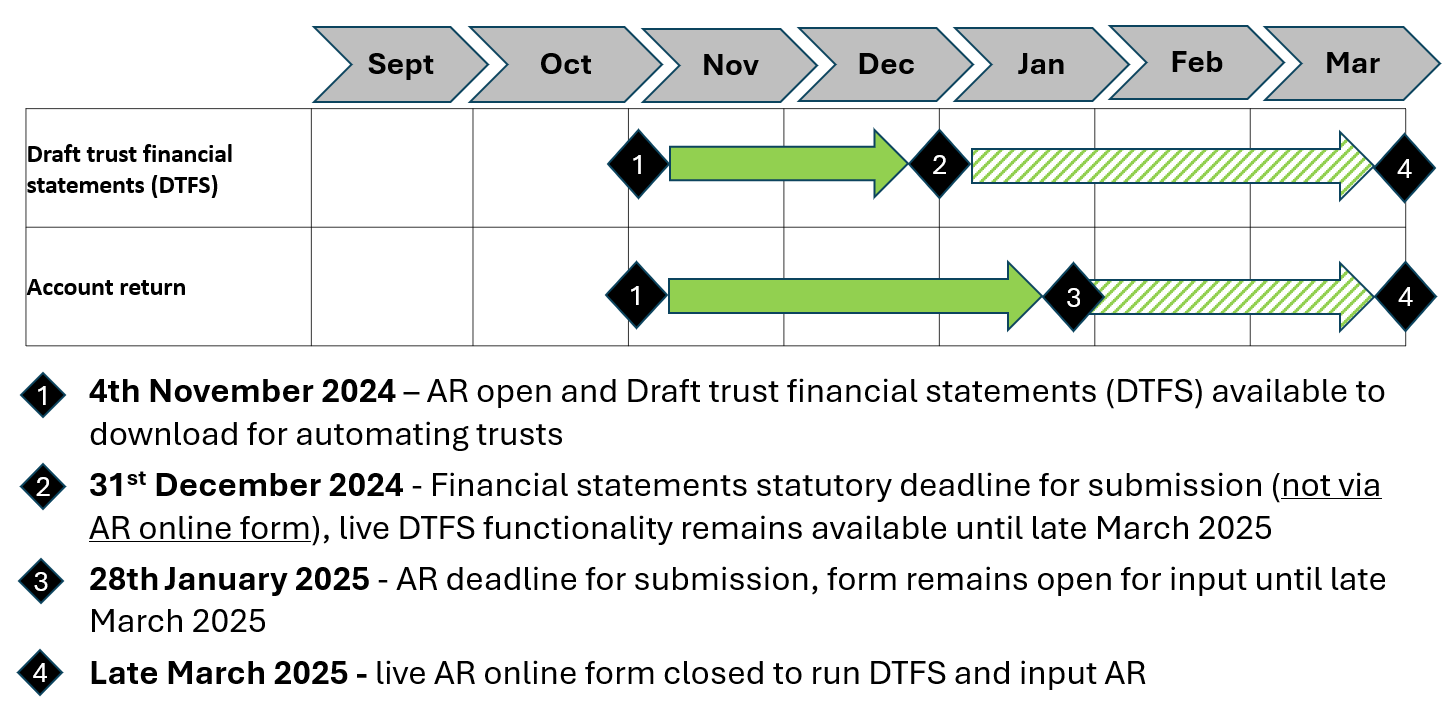 Sept Oct Nov Dec Jan Feb Mar
Draft trust financial
statements (DTFS)
1 2 4
Account return
1 3 4
1 4th November 2024 – AR open and Draft trust financial statements (DTFS) available to
download for automating trusts
2 31st December 2024 - Financial statements statutory deadline for submission (not via
AR online form), live DTFS functionality remains available until late March 2025
3 28th January 2025 - AR deadline for submission, form remains open for input until late
March 2025
4 Late March 2025 - live AR online form closed to run DTFS and input AR